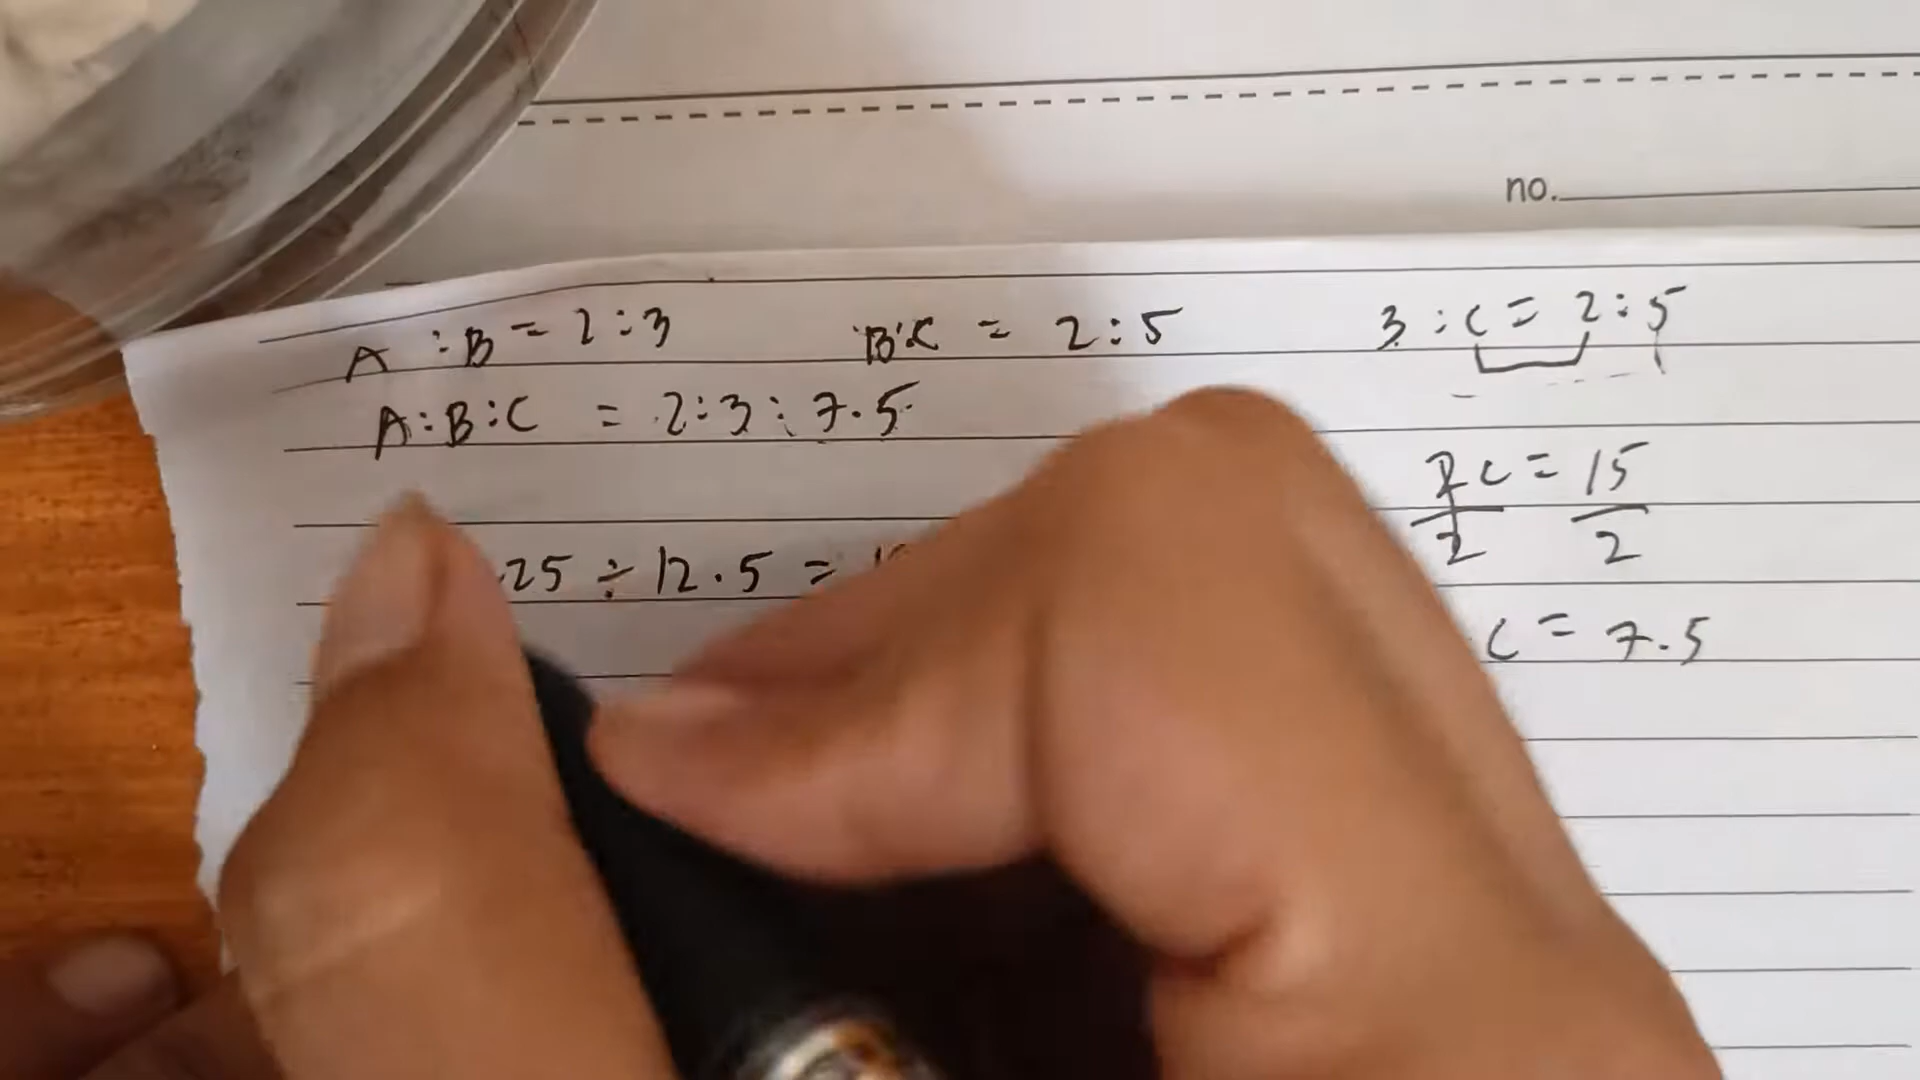 no.
A : B = 2 : 3
B:C = 2 : 5
3 : C = 2 : 5
A : B : C = 2 : 3 : 7.5
2C = 15
2 2
25 ÷ 12.5 =
C = 7.5